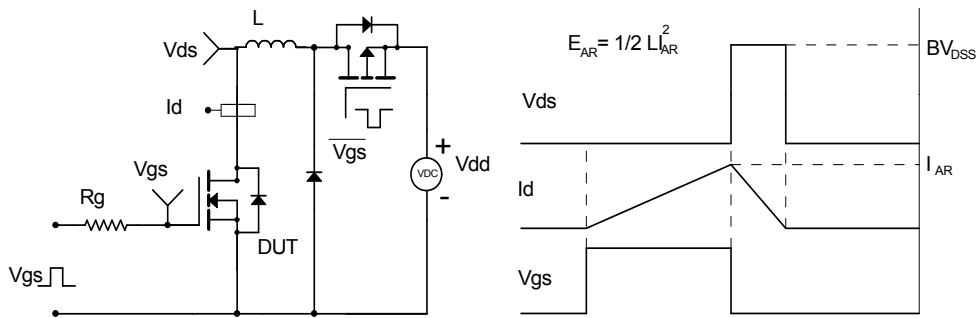 L
Vds
Id
Vgs
Vgs
+
VDC
Vdd
-
Rg
DUT
Vgs
E_AR = 1/2 LI_AR^2
BV_DSS
Vds
I_AR
Id
Vgs